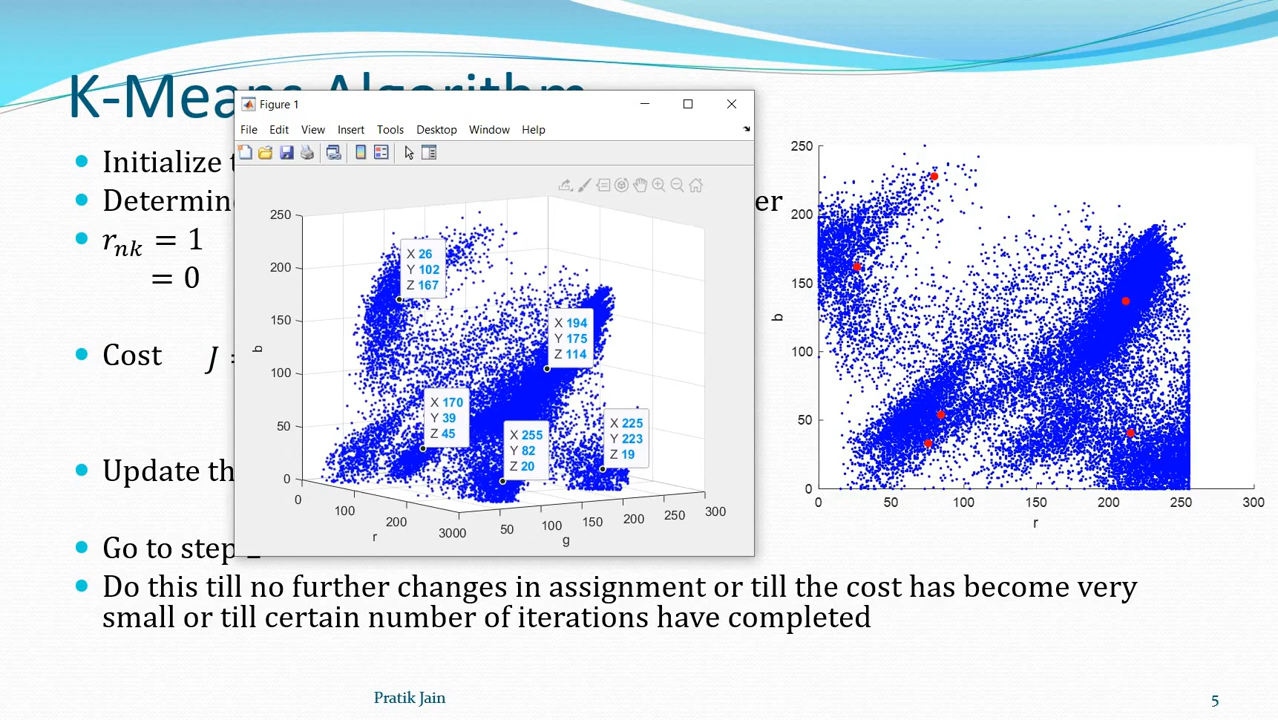 K-Means Algorithm
Initialize
Determin er
r_nk = 1
= 0
Cost J =
Update th
Go to step
Do this till no further changes in assignment or till the cost has become very
small or till certain number of iterations have completed
Figure 1
File Edit View Insert Tools Desktop Window Help
250
200
150
100
50
0
b
0
100
200
3000
r
50
100
150
200
250
300
g
X 26
Y 102
Z 167
X 194
Y 175
Z 114
X 170
Y 39
Z 45
X 255
Y 82
Z 20
X 225
Y 223
Z 19
250
200
150
100
50
0
b
0 50 100 150 200 250 300
r
Pratik Jain
5